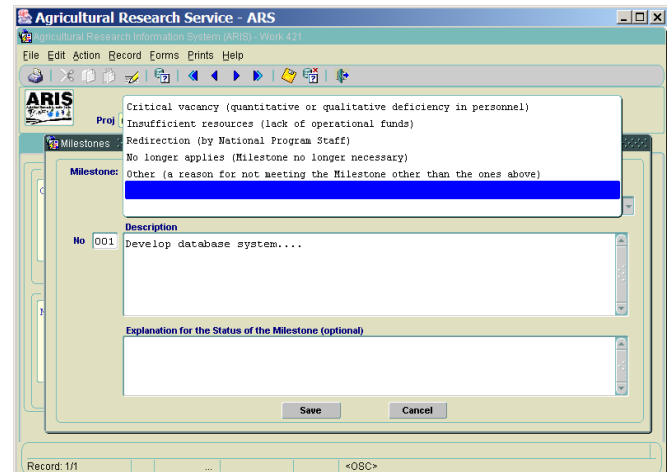 Agricultural Research Service - ARS
Agricultural Research Information System (ARIS) - Work 421
File Edit Action Record Forms Prints Help
ARIS
Proj
Critical vacancy (quantitative or qualitative deficiency in personnel)
Insufficient resources (lack of operational funds)
Redirection (by National Program Staff)
No longer applies (Milestone no longer necessary)
Other (a reason for not meeting the Milestone other than the ones above)
Milestones
Milestone:
Description
No 001 Develop database system....
Explanation for the Status of the Milestone (optional)
Save Cancel
Record: 1/1 ... <OSC>